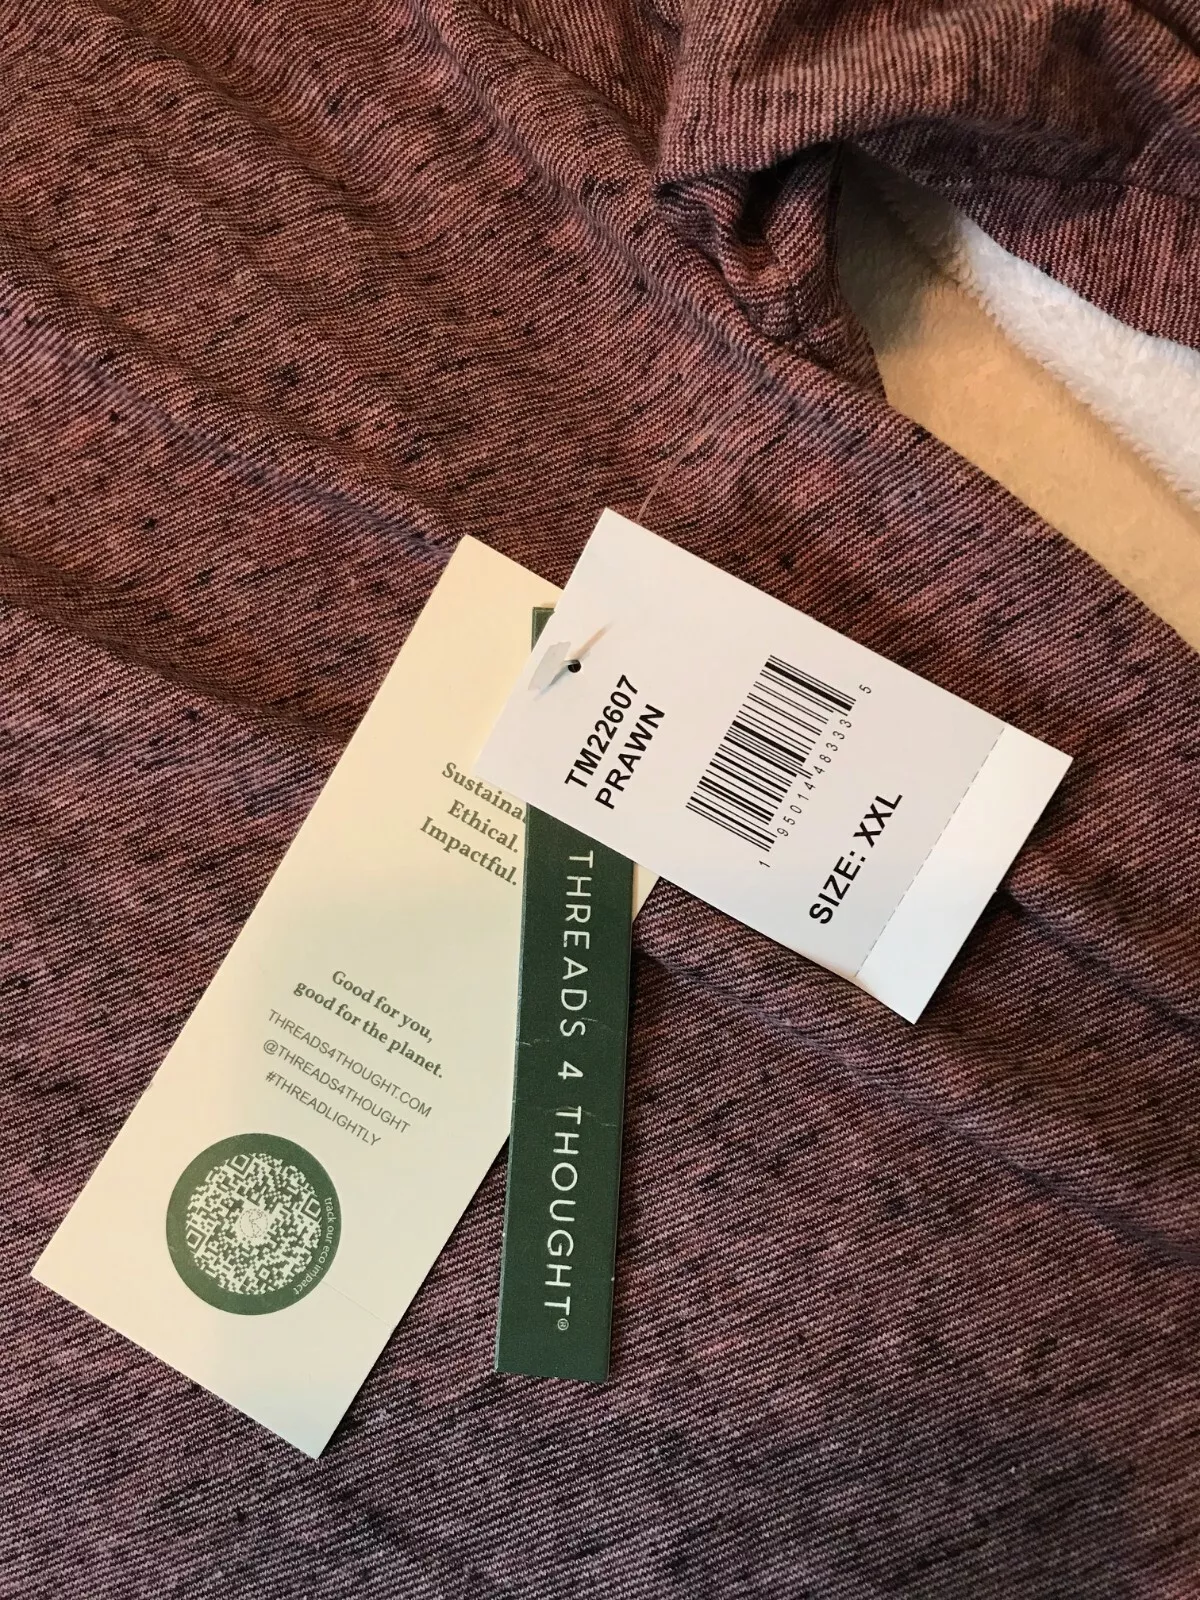 TM22607
PRAWN
1 95014 48333 5
SIZE: XXL
THREADS 4 THOUGHT®
Ethical.
Impactful.
Good for you,
good for the planet.
THREADS4THOUGHT.COM
@THREADS4THOUGHT
#THREADLIGHTLY
track our eco impact